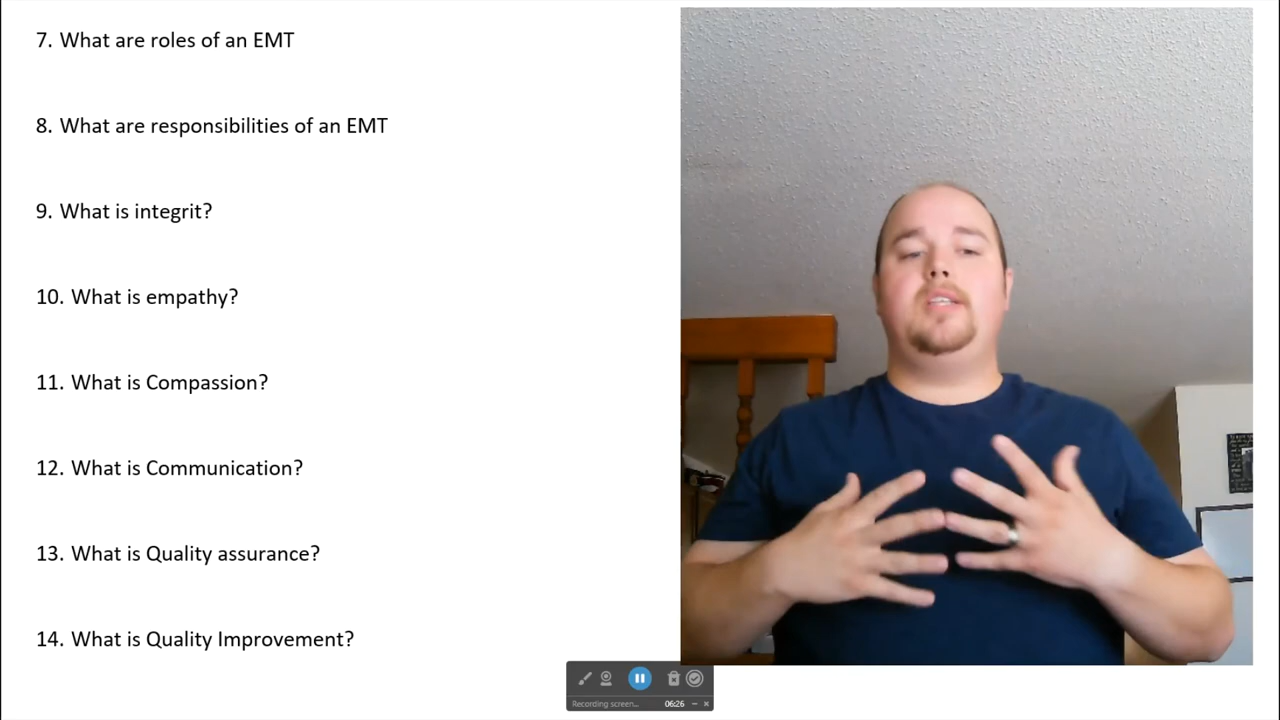 7. What are roles of an EMT
8. What are responsibilities of an EMT
9. What is integrit?
10. What is empathy?
11. What is Compassion?
12. What is Communication?
13. What is Quality assurance?
14. What is Quality Improvement?
Recording screen... 06:26